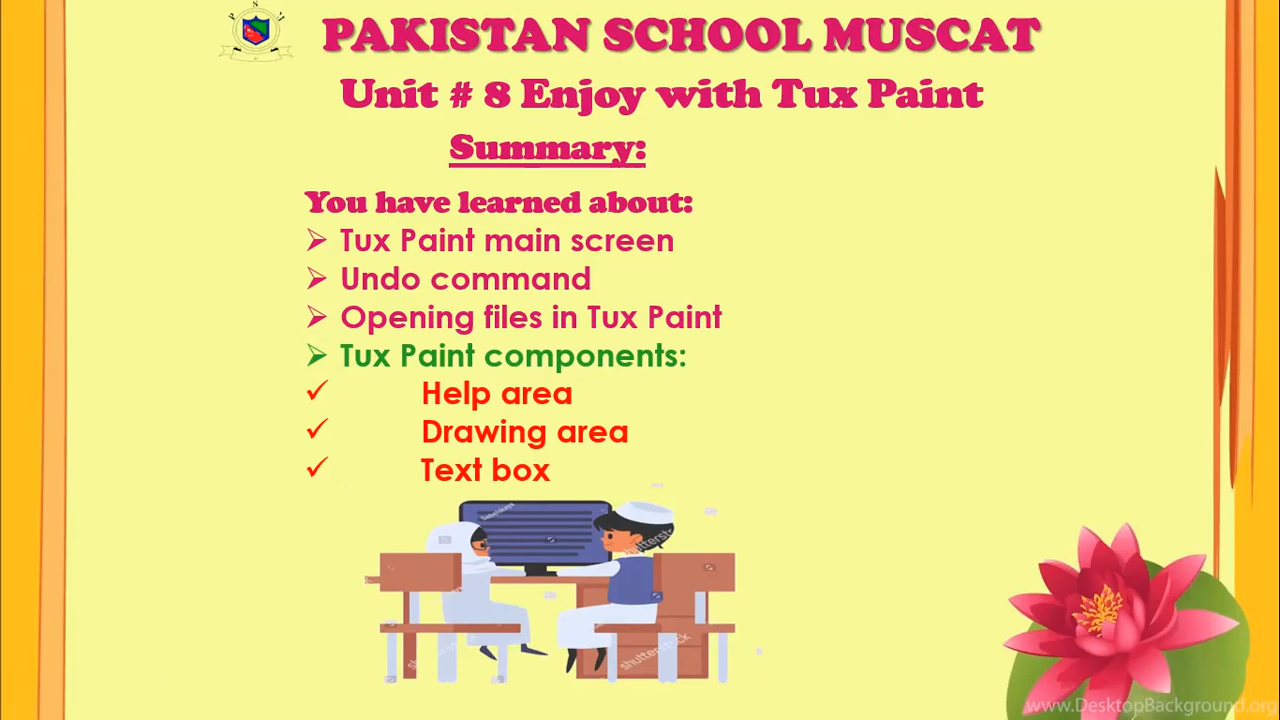 P S M
PAKISTAN SCHOOL MUSCAT
Unit # 8 Enjoy with Tux Paint
Summary:
You have learned about:
➢ Tux Paint main screen
➢ Undo command
➢ Opening files in Tux Paint
➢ Tux Paint components:
✓ Help area
✓ Drawing area
✓ Text box
shutterstock
www.DesktopBackground.org